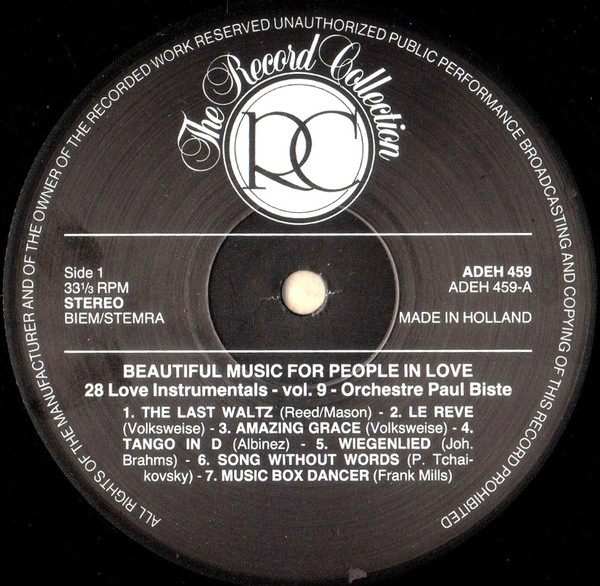 ALL RIGHTS OF THE MANUFACTURER AND OF THE OWNER OF THE RECORDED WORK RESERVED UNAUTHORIZED PUBLIC PERFORMANCE BROADCASTING AND COPYING OF THIS RECORD PROHIBITED
The Record Collection
RC
Side 1
33⅓ RPM
STEREO
BIEM/STEMRA
ADEH 459
ADEH 459-A
MADE IN HOLLAND
BEAUTIFUL MUSIC FOR PEOPLE IN LOVE
28 Love Instrumentals - vol. 9 - Orchestre Paul Biste
1. THE LAST WALTZ (Reed/Mason) - 2. LE REVE
(Volksweise) - 3. AMAZING GRACE (Volksweise) - 4.
TANGO IN D (Albinez) - 5. WIEGENLIED (Joh.
Brahms) - 6. SONG WITHOUT WORDS (P. Tchai-
kovsky) - 7. MUSIC BOX DANCER (Frank Mills)